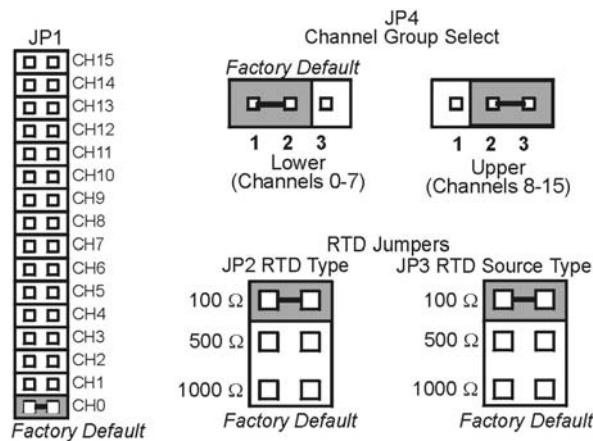 JP1
CH15
CH14
CH13
CH12
CH11
CH10
CH9
CH8
CH7
CH6
CH5
CH4
CH3
CH2
CH1
CH0
Factory Default
JP4
Channel Group Select
Factory Default
1 2 3
Lower
(Channels 0-7)
1 2 3
Upper
(Channels 8-15)
RTD Jumpers
JP2 RTD Type
100 Ω
500 Ω
1000 Ω
Factory Default
JP3 RTD Source Type
100 Ω
500 Ω
1000 Ω
Factory Default